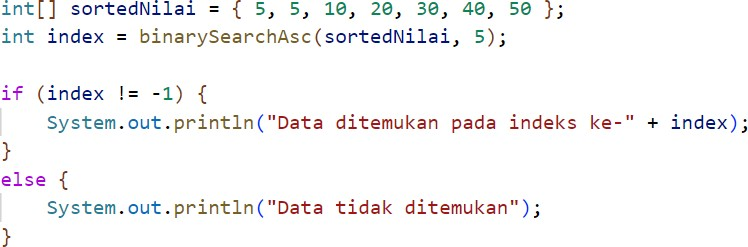 int[] sortedNilai = { 5, 5, 10, 20, 30, 40, 50 };
int index = binarySearchAsc(sortedNilai, 5);

if (index != -1) {
    System.out.println("Data ditemukan pada indeks ke-" + index);
}
else {
    System.out.println("Data tidak ditemukan");
}